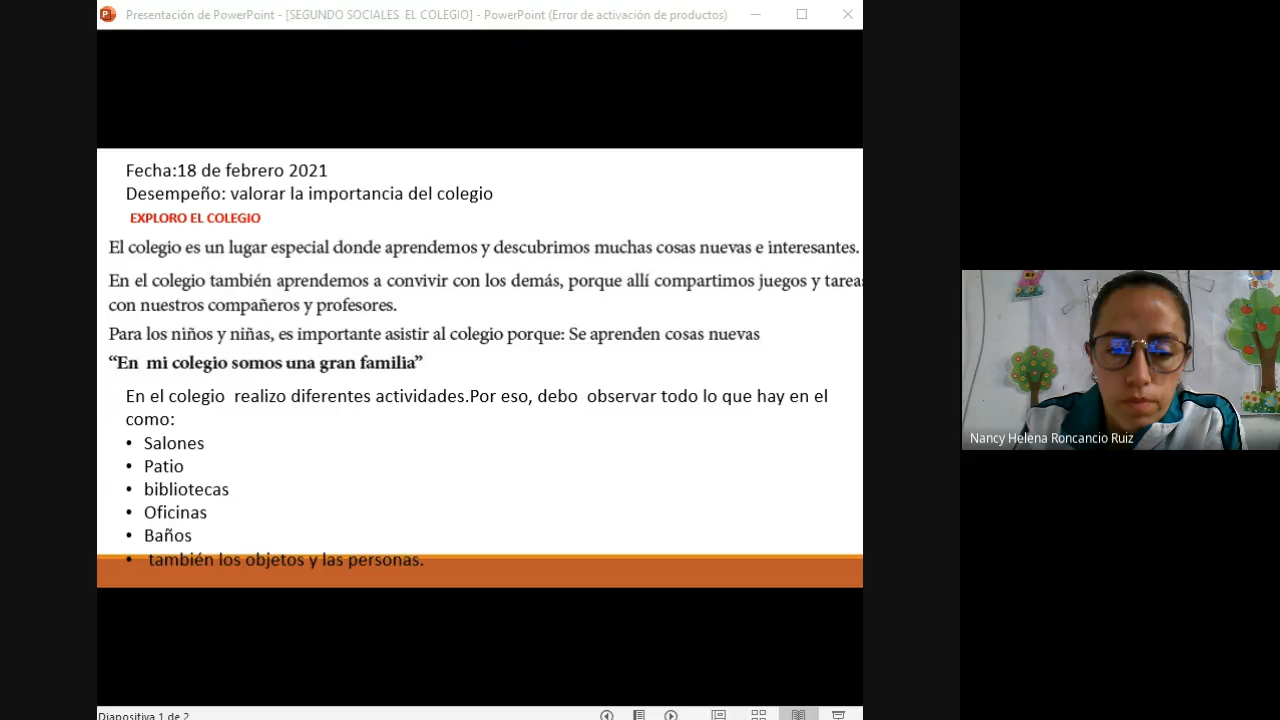 Presentación de PowerPoint - [SEGUNDO SOCIALES  EL COLEGIO] - PowerPoint (Error de activación de productos)
Fecha:18 de febrero 2021
Desempeño: valorar la importancia del colegio
EXPLORO EL COLEGIO
El colegio es un lugar especial donde aprendemos y descubrimos muchas cosas nuevas e interesantes.
En el colegio también aprendemos a convivir con los demás, porque allí compartimos juegos y tareas
con nuestros compañeros y profesores.
Para los niños y niñas, es importante asistir al colegio porque: Se aprenden cosas nuevas
“En  mi colegio somos una gran familia”
En el colegio  realizo diferentes actividades.Por eso, debo  observar todo lo que hay en el
como:
• Salones
• Patio
• bibliotecas
• Oficinas
• Baños
• también los objetos y las personas.
Nancy Helena Roncancio Ruiz
Diapositiva 1 de 2